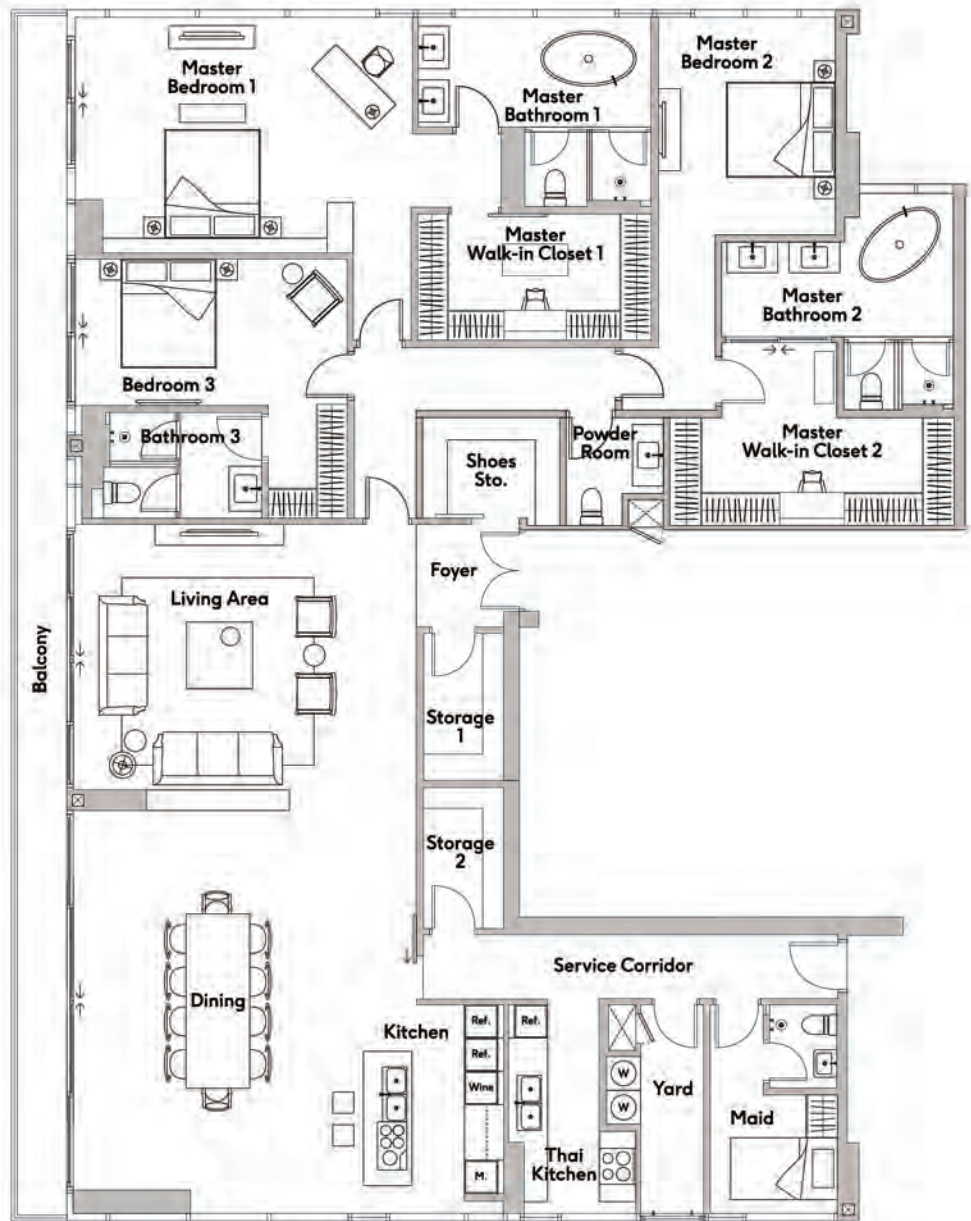 Master
Bedroom 1
Master
Bathroom 1
Master
Bedroom 2
Master
Walk-in Closet 1
Master
Bathroom 2
Bedroom 3
Bathroom 3
Shoes
Sto.
Powder
Room
Master
Walk-in Closet 2
Foyer
Living Area
Balcony
Storage
1
Storage
2
Service Corridor
Dining
Kitchen
Ref.
Ref.
Ref.
Wine
M.
W
W
Yard
Maid
Thai
Kitchen